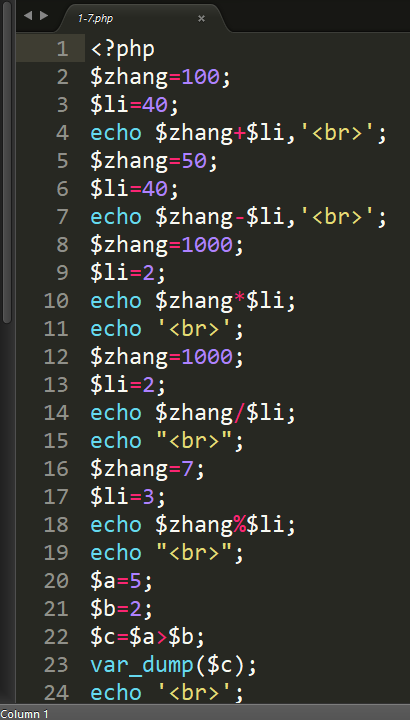 1-7.php
1 <?php
2 $zhang=100;
3 $li=40;
4 echo $zhang+$li,'<br>';
5 $zhang=50;
6 $li=40;
7 echo $zhang-$li,'<br>';
8 $zhang=1000;
9 $li=2;
10 echo $zhang*$li;
11 echo '<br>';
12 $zhang=1000;
13 $li=2;
14 echo $zhang/$li;
15 echo "<br>";
16 $zhang=7;
17 $li=3;
18 echo $zhang%$li;
19 echo "<br>";
20 $a=5;
21 $b=2;
22 $c=$a>$b;
23 var_dump($c);
24 echo '<br>';
Column 1